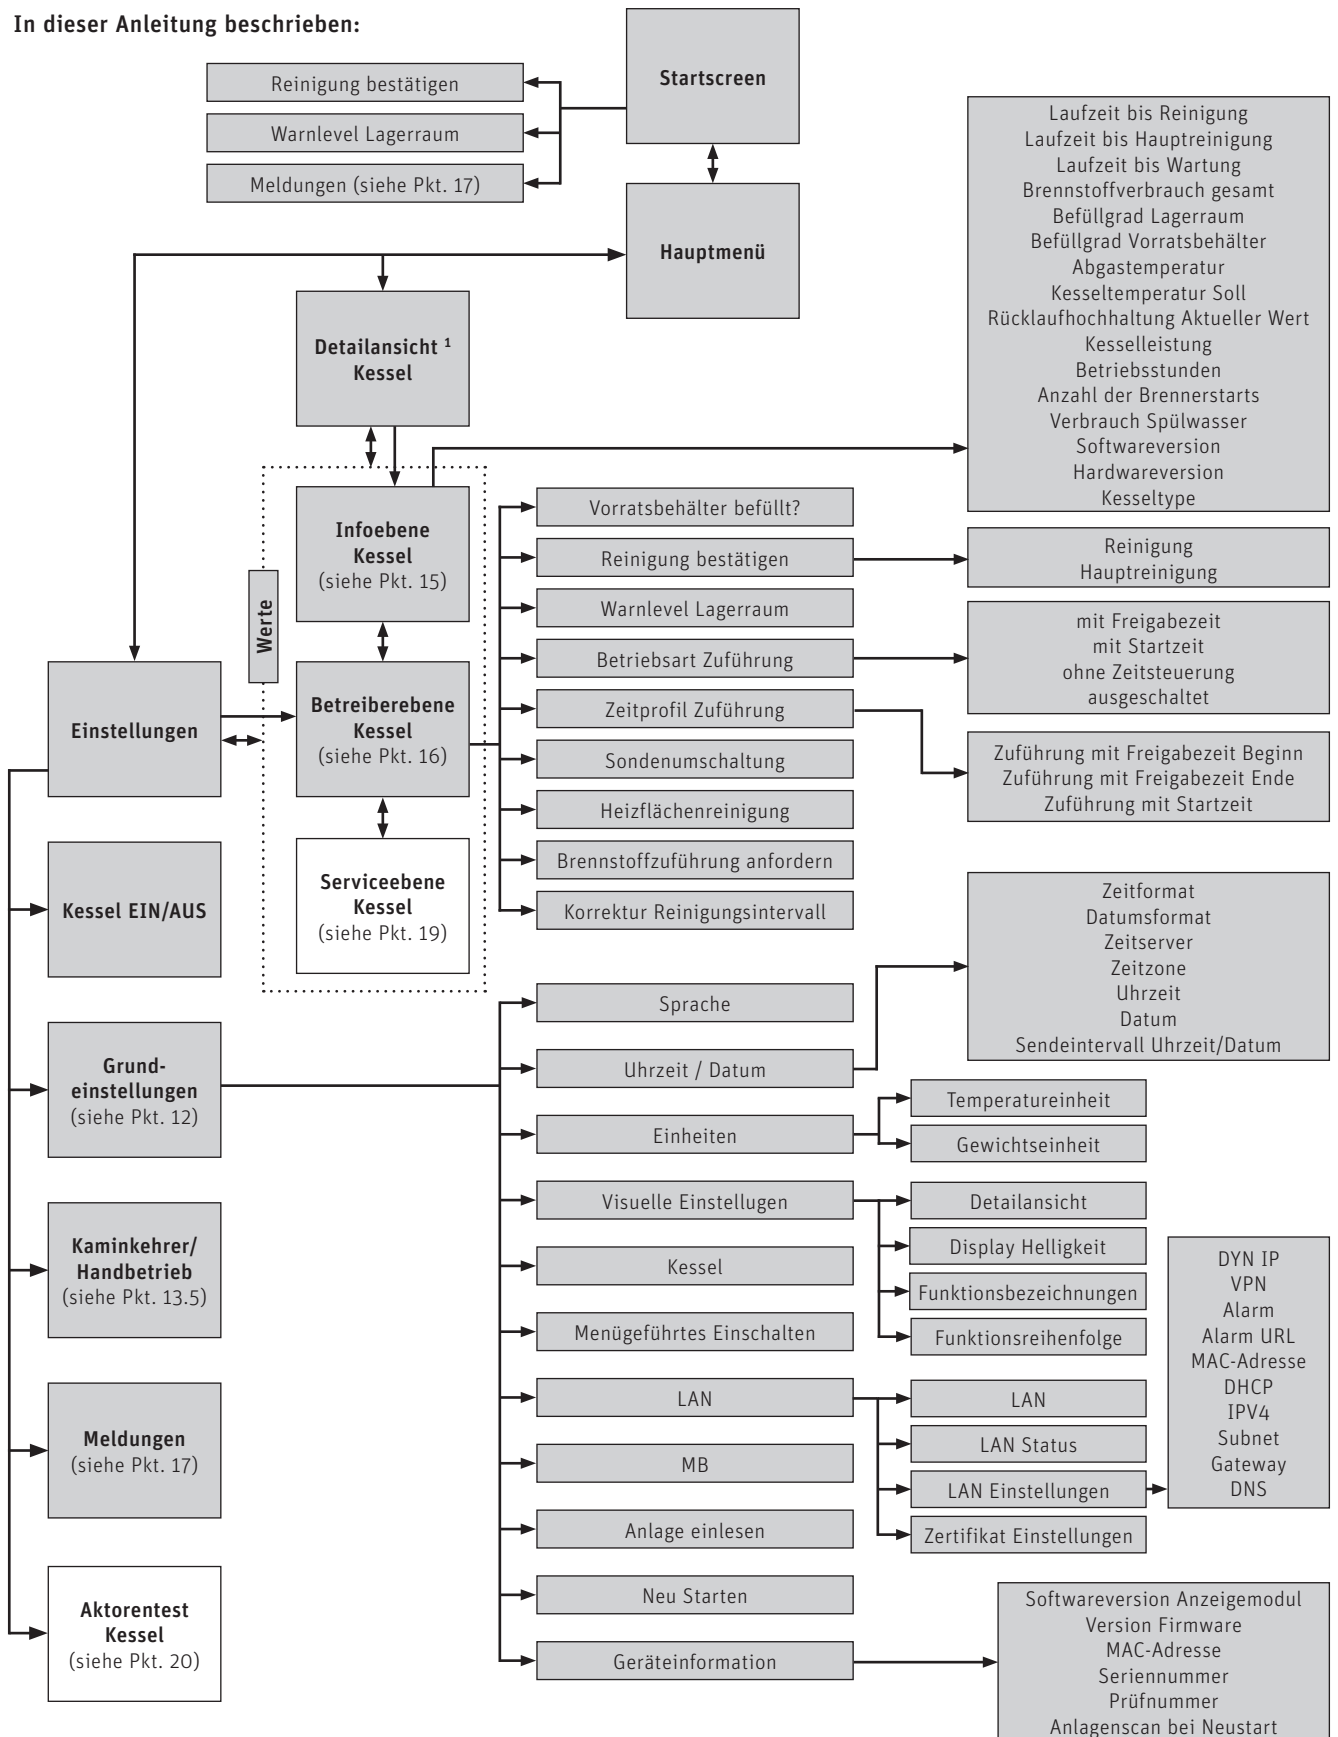 In dieser Anleitung beschrieben:
Startscreen
Reinigung bestätigen
Warnlevel Lagerraum
Meldungen (siehe Pkt. 17)
Hauptmenü
Laufzeit bis Reinigung
Laufzeit bis Hauptreinigung
Laufzeit bis Wartung
Brennstoffverbrauch gesamt
Befüllgrad Lagerraum
Befüllgrad Vorratsbehälter
Abgastemperatur
Kesseltemperatur Soll
Rücklaufhochhaltung Aktueller Wert
Kesselleistung
Betriebsstunden
Anzahl der Brennerstarts
Verbrauch Spülwasser
Softwareversion
Hardwareversion
Kesseltype
Detailansicht ¹
Kessel
Werte
Infoebene
Kessel
(siehe Pkt. 15)
Einstellungen
Betreiberebene
Kessel
(siehe Pkt. 16)
Serviceebene
Kessel
(siehe Pkt. 19)
Vorratsbehälter befüllt?
Reinigung bestätigen
Warnlevel Lagerraum
Betriebsart Zuführung
Zeitprofil Zuführung
Sondenumschaltung
Heizflächenreinigung
Brennstoffzuführung anfordern
Korrektur Reinigungsintervall
Reinigung
Hauptreinigung
mit Freigabezeit
mit Startzeit
ohne Zeitsteuerung
ausgeschaltet
Zuführung mit Freigabezeit Beginn
Zuführung mit Freigabezeit Ende
Zuführung mit Startzeit
Kessel EIN/AUS
Grund-
einstellungen
(siehe Pkt. 12)
Kaminkehrer/
Handbetrieb
(siehe Pkt. 13.5)
Meldungen
(siehe Pkt. 17)
Aktorentest
Kessel
(siehe Pkt. 20)
Sprache
Uhrzeit / Datum
Einheiten
Visuelle Einstellugen
Kessel
Menügeführtes Einschalten
LAN
MB
Anlage einlesen
Neu Starten
Geräteinformation
Zeitformat
Datumsformat
Zeitserver
Zeitzone
Uhrzeit
Datum
Sendeintervall Uhrzeit/Datum
Temperatureinheit
Gewichtseinheit
Detailansicht
Display Helligkeit
Funktionsbezeichnungen
Funktionsreihenfolge
LAN
LAN Status
LAN Einstellungen
Zertifikat Einstellungen
DYN IP
VPN
Alarm
Alarm URL
MAC-Adresse
DHCP
IPV4
Subnet
Gateway
DNS
Softwareversion Anzeigemodul
Version Firmware
MAC-Adresse
Seriennummer
Prüfnummer
Anlagenscan bei Neustart